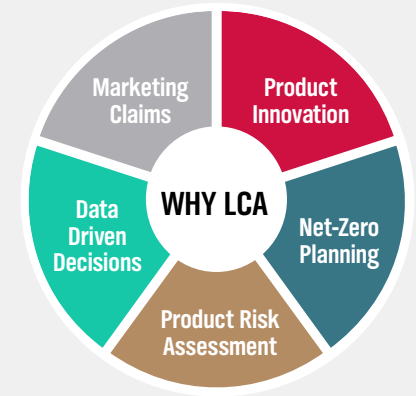 Marketing
Claims
Product
Innovation
WHY LCA
Data
Driven
Decisions
Net-Zero
Planning
Product Risk
Assessment